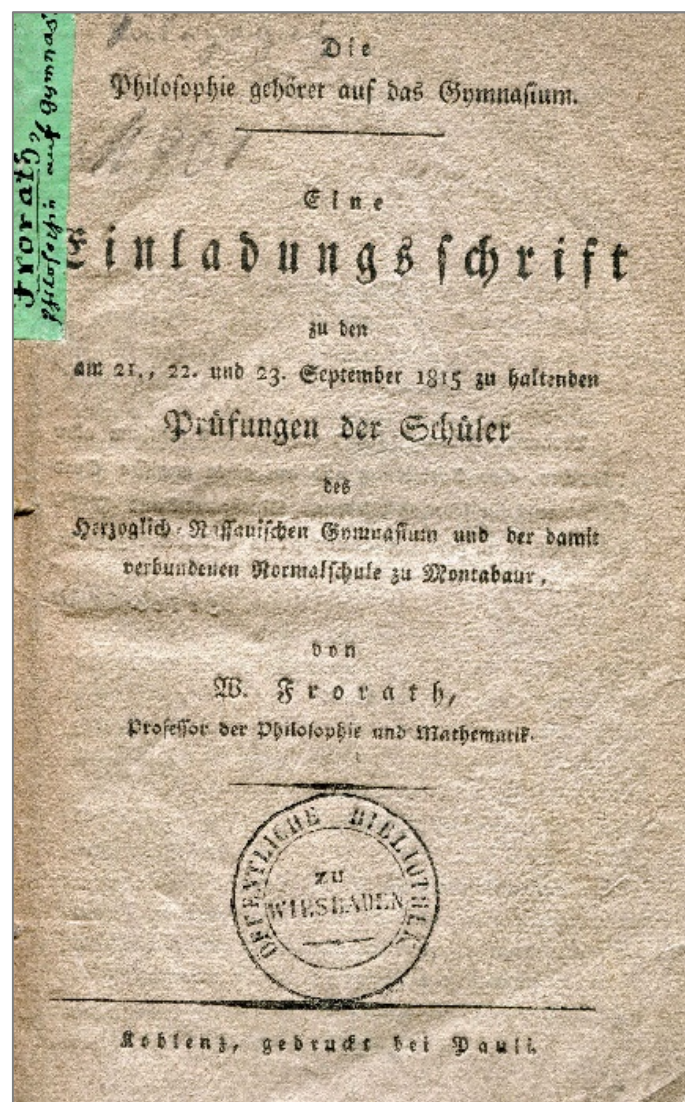 Frorath,
Philosophie auf Gymnas
Die
Philosophie gehöret auf das Gymnasium.
Eine
Einladungsschrift
zu den
am 21., 22. und 23. September 1815 zu haltenden
Prüfungen der Schüler
des
Herzoglich-Nassauischen Gymnasium und der damit
verbundenen Normalschule zu Montabaur,
von
W. Frorath,
Professor der Philosophie und Mathematik.
OFFENTLICHE BIBLIOTHEK
ZU
WIESBADEN
Koblenz, gedruckt bei Pauli.